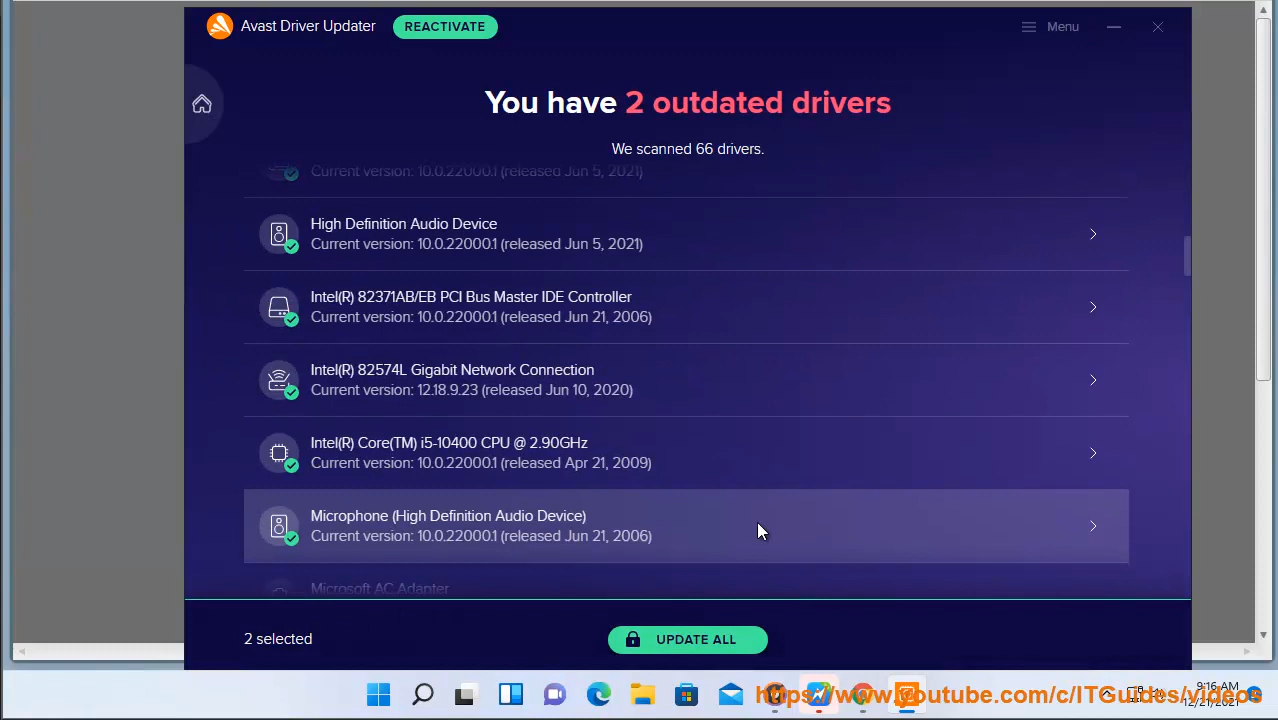 Avast Driver Updater
REACTIVATE
Menu
You have 2 outdated drivers
We scanned 66 drivers.
Current version: 10.0.22000.1 (released Jun 5, 2021)
High Definition Audio Device
Current version: 10.0.22000.1 (released Jun 5, 2021)
Intel(R) 82371AB/EB PCI Bus Master IDE Controller
Current version: 10.0.22000.1 (released Jun 21, 2006)
Intel(R) 82574L Gigabit Network Connection
Current version: 12.18.9.23 (released Jun 10, 2020)
Intel(R) Core(TM) i5-10400 CPU @ 2.90GHz
Current version: 10.0.22000.1 (released Apr 21, 2009)
Microphone (High Definition Audio Device)
Current version: 10.0.22000.1 (released Jun 21, 2006)
Microsoft AC Adapter
2 selected
UPDATE ALL
9:16 AM
https://www.youtube.com/c/ITGuides/videos
12/21/2021